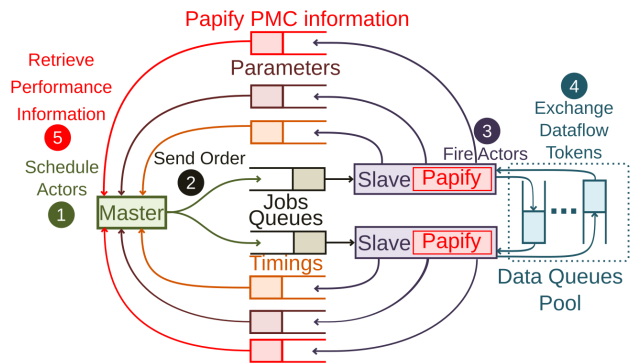 Papify PMC information
Retrieve
Performance
Information
5
Parameters
4
Exchange
Dataflow
Tokens
3
Fire Actors
Send Order
2
Schedule
Actors
1
Master
Slave
Papify
Jobs
Queues
Slave
Papify
Timings
Data Queues
Pool